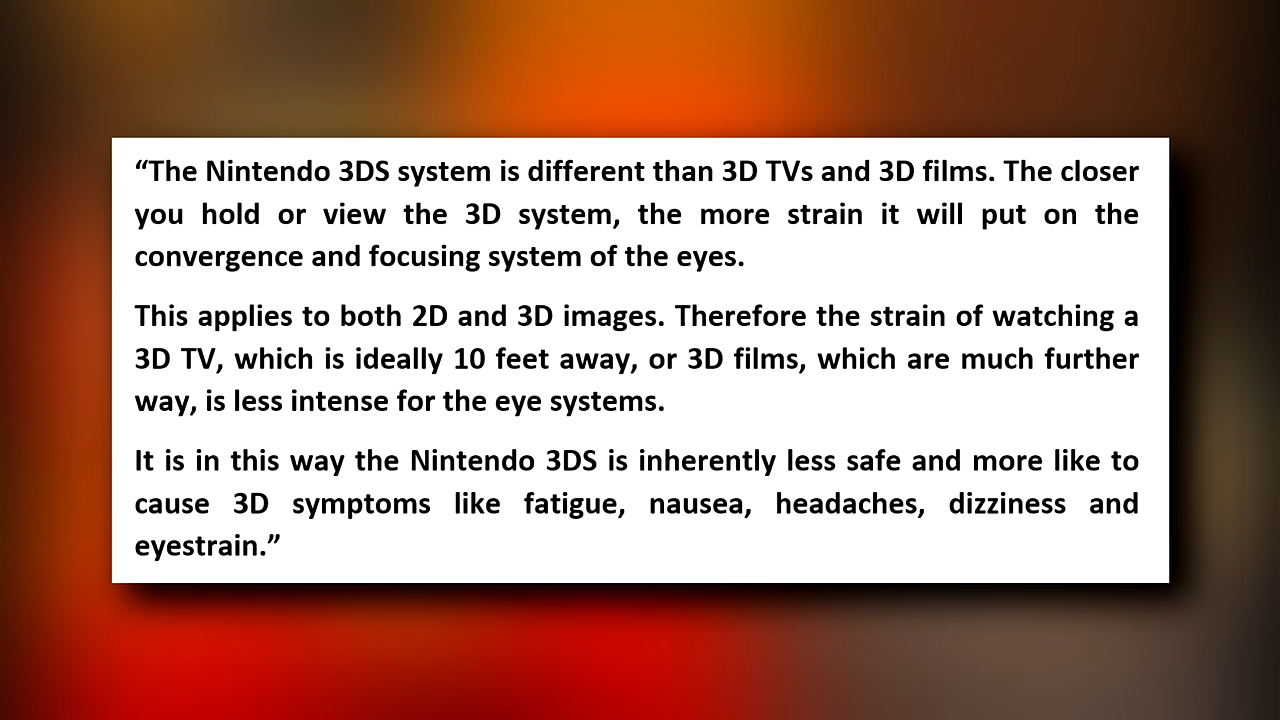 “The Nintendo 3DS system is different than 3D TVs and 3D films. The closer
you hold or view the 3D system, the more strain it will put on the
convergence and focusing system of the eyes.
This applies to both 2D and 3D images. Therefore the strain of watching a
3D TV, which is ideally 10 feet away, or 3D films, which are much further
way, is less intense for the eye systems.
It is in this way the Nintendo 3DS is inherently less safe and more like to
cause 3D symptoms like fatigue, nausea, headaches, dizziness and
eyestrain.”